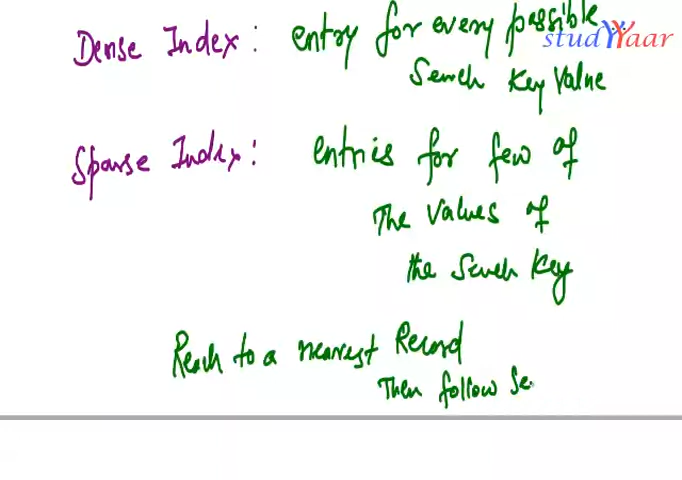 Dense Index: entry for every possible
studYYaar
Search Key Value
Sparse Index: entries for few of
The Values of
the Search Key
Reach to a nearest Record
Then follow Se